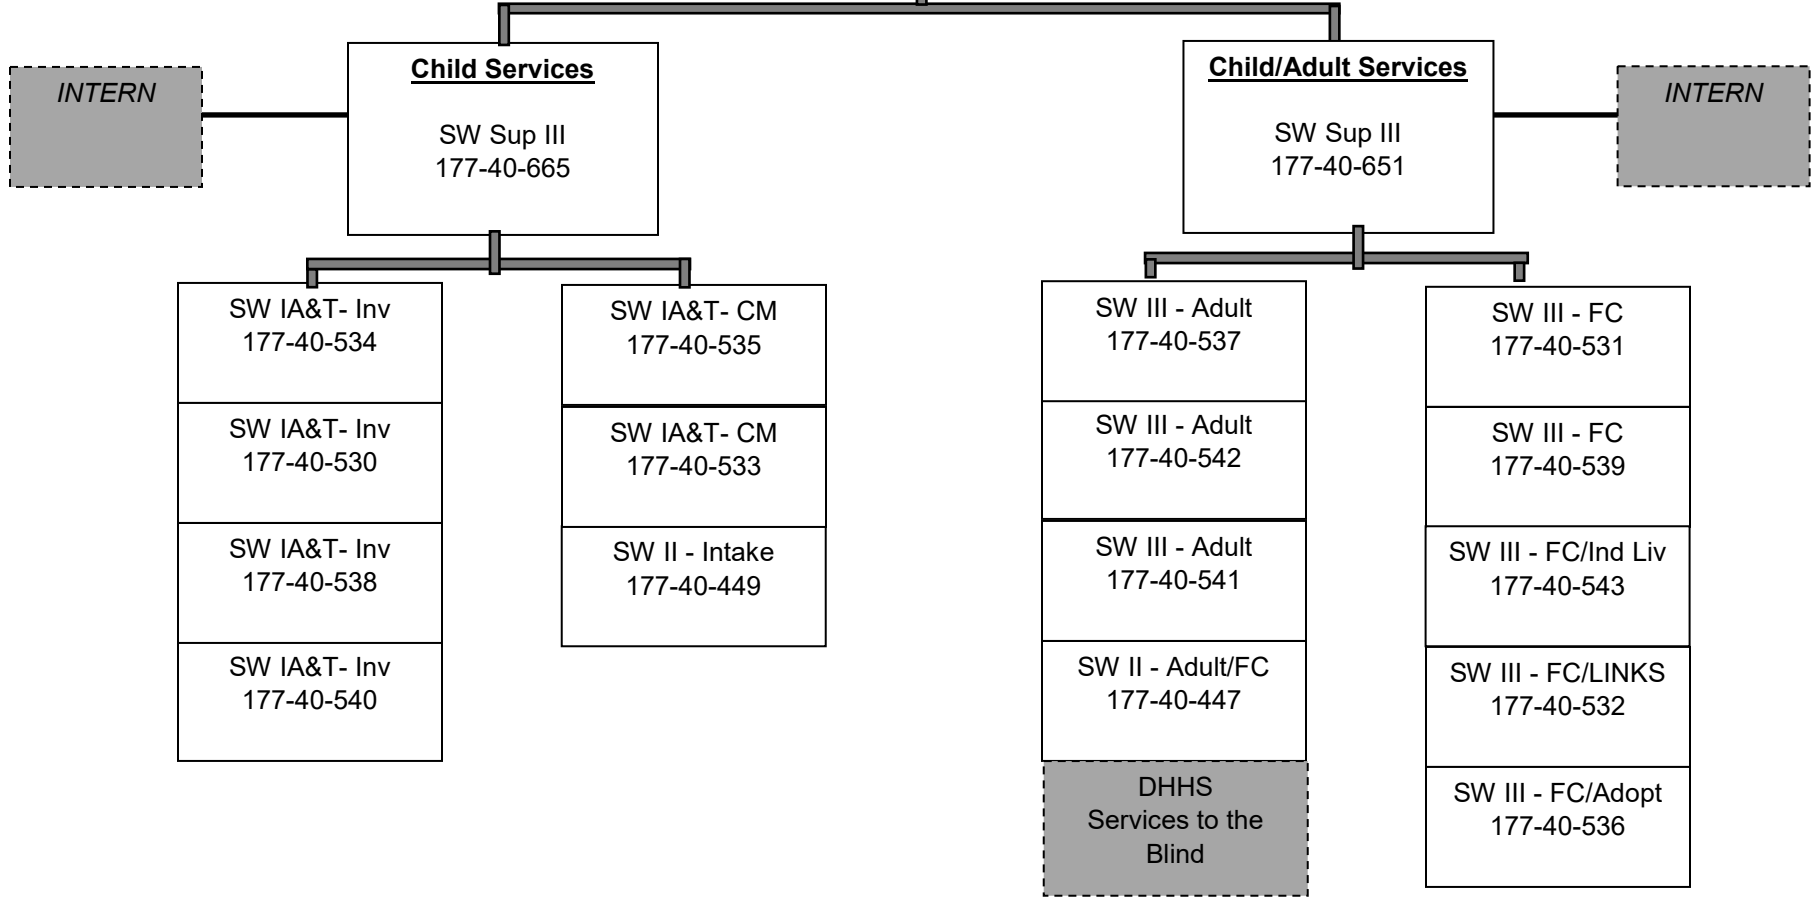 INTERN
Child Services
SW Sup III
177-40-665
Child/Adult Services
SW Sup III
177-40-651
INTERN
SW IA&T- Inv
177-40-534
SW IA&T- Inv
177-40-530
SW IA&T- Inv
177-40-538
SW IA&T- Inv
177-40-540
SW IA&T- CM
177-40-535
SW IA&T- CM
177-40-533
SW II - Intake
177-40-449
SW III - Adult
177-40-537
SW III - Adult
177-40-542
SW III - Adult
177-40-541
SW II - Adult/FC
177-40-447
DHHS
Services to the
Blind
SW III - FC
177-40-531
SW III - FC
177-40-539
SW III - FC/Ind Liv
177-40-543
SW III - FC/LINKS
177-40-532
SW III - FC/Adopt
177-40-536